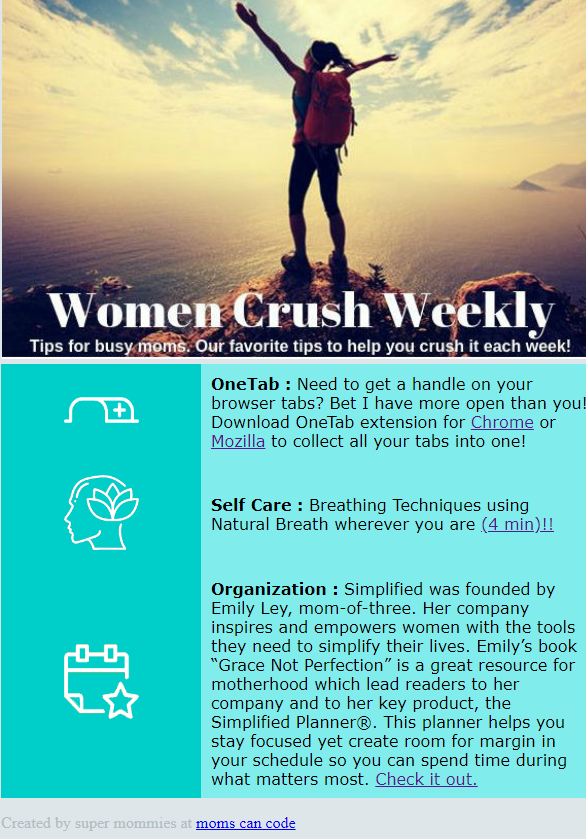 Women Crush Weekly
Tips for busy moms. Our favorite tips to help you crush it each week!
OneTab : Need to get a handle on your
browser tabs? Bet I have more open than you!
Download OneTab extension for Chrome or
Mozilla to collect all your tabs into one!
Self Care : Breathing Techniques using
Natural Breath wherever you are (4 min)!!
Organization : Simplified was founded by
Emily Ley, mom-of-three. Her company
inspires and empowers women with the tools
they need to simplify their lives. Emily’s book
“Grace Not Perfection” is a great resource for
motherhood which lead readers to her
company and to her key product, the
Simplified Planner®. This planner helps you
stay focused yet create room for margin in
your schedule so you can spend time during
what matters most. Check it out.
Created by super mommies at moms can code